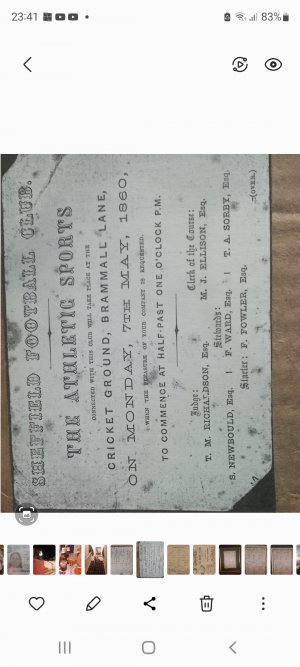 23:41
83%
SHEFFIELD FOOTBALL CLUB.
THE ATHLETIC SPORTS
CONNECTED WITH THIS CLUB WILL TAKE PLACE AT THE
CRICKET GROUND, BRAMMALL LANE,
ON MONDAY, 7TH MAY, 1860,
WHEN THE PLEASURE OF YOUR COMPANY IS REQUESTED.
TO COMMENCE AT HALF-PAST ONE O'CLOCK P.M.
Judge: Clerk of the Course:
T. M. RICHARDSON, Esq. M. J. ELLISON, Esq.
Stewards:
S. NEWBOULD, Esq. | F. WARD, Esq. | T. A. SORBY, Esq.
Starter: F. FOWLER, Esq.
(OVER.)